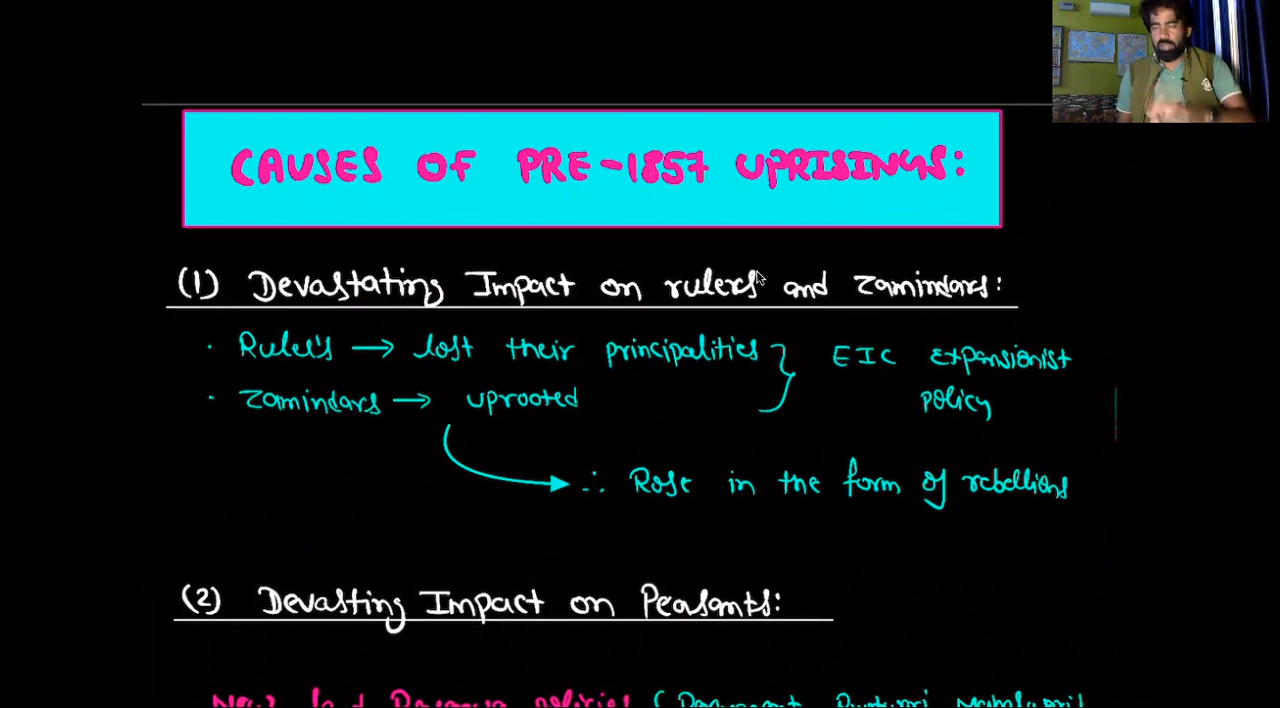 CAUSES OF PRE-1857 UPRISINGS:
(1) Devastating Impact on rulers and Zamindars:
· Rulers → lost their principalities } EIC expansionist policy
· Zamindars → uprooted
∴ Rose in the form of rebellions
(2) Devasting Impact on Peasants: